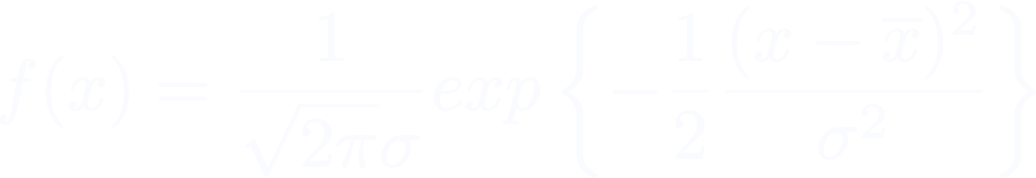 f(x) = \frac{1}{\sqrt{2\pi}\sigma} exp \left\{ -\frac{1}{2} \frac{(x - \overline{x})^2}{\sigma^2} \right\}